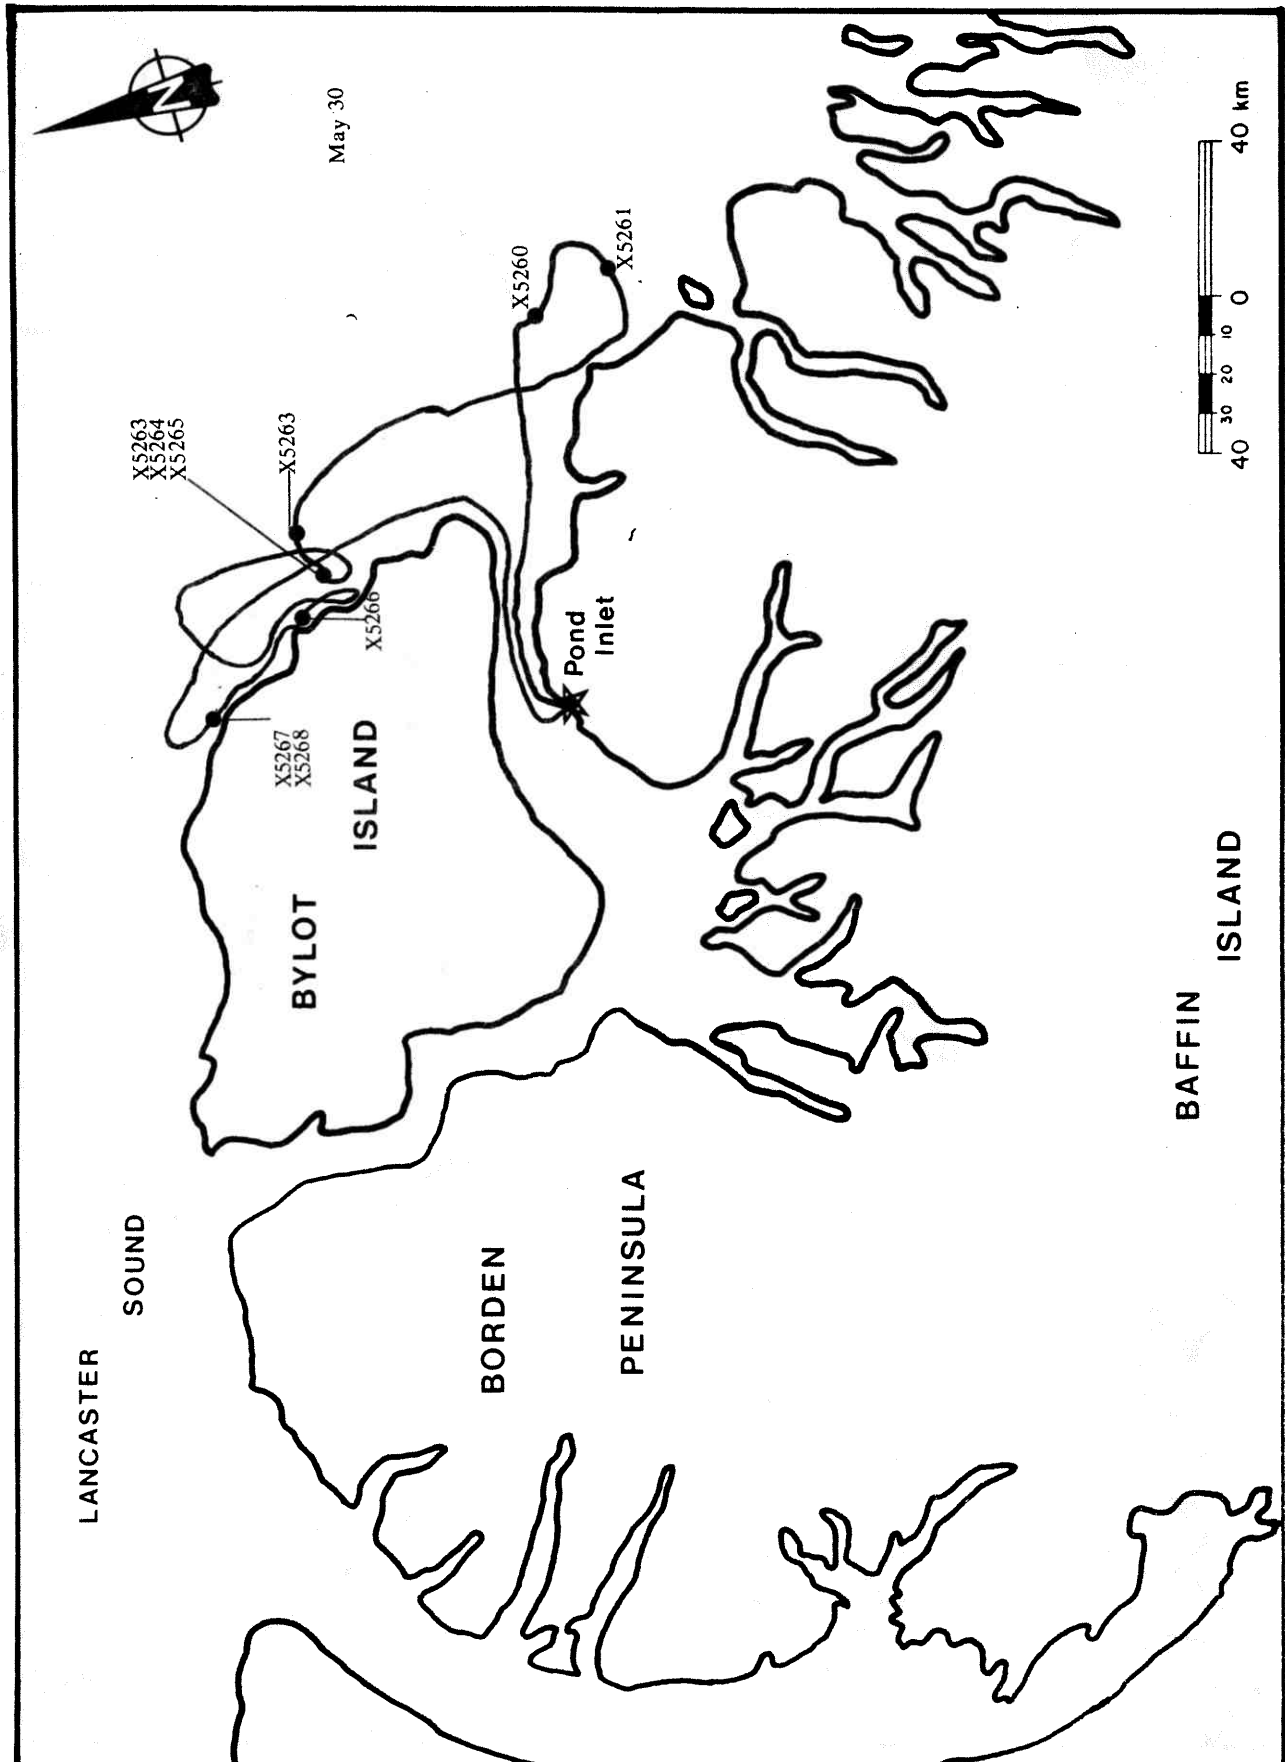 N
May 30
X5260
X5261
X5263
X5264
X5265
X5263
X5266
X5267
X5268
Pond
Inlet
BYLOT
ISLAND
LANCASTER
SOUND
BORDEN
PENINSULA
BAFFIN
ISLAND
40 30 20 10 0 40 km